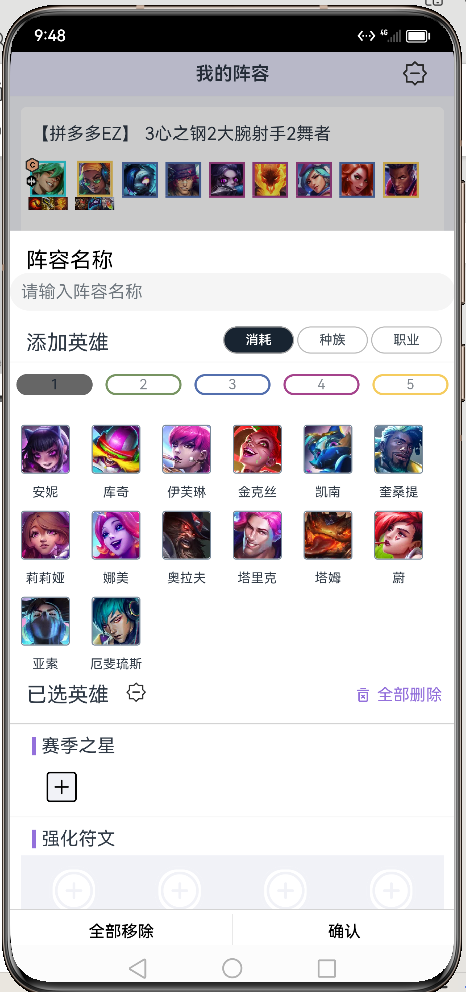 9:48
4G
我的阵容
【拼多多EZ】 3心之钢2大腕射手2舞者
阵容名称
请输入阵容名称
添加英雄
消耗 种族 职业
1 2 3 4 5
安妮 库奇 伊芙琳 金克丝 凯南 奎桑提
莉莉娅 娜美 奥拉夫 塔里克 塔姆 蔚
亚索 厄斐琉斯
已选英雄 全部删除
赛季之星
强化符文
全部移除 确认